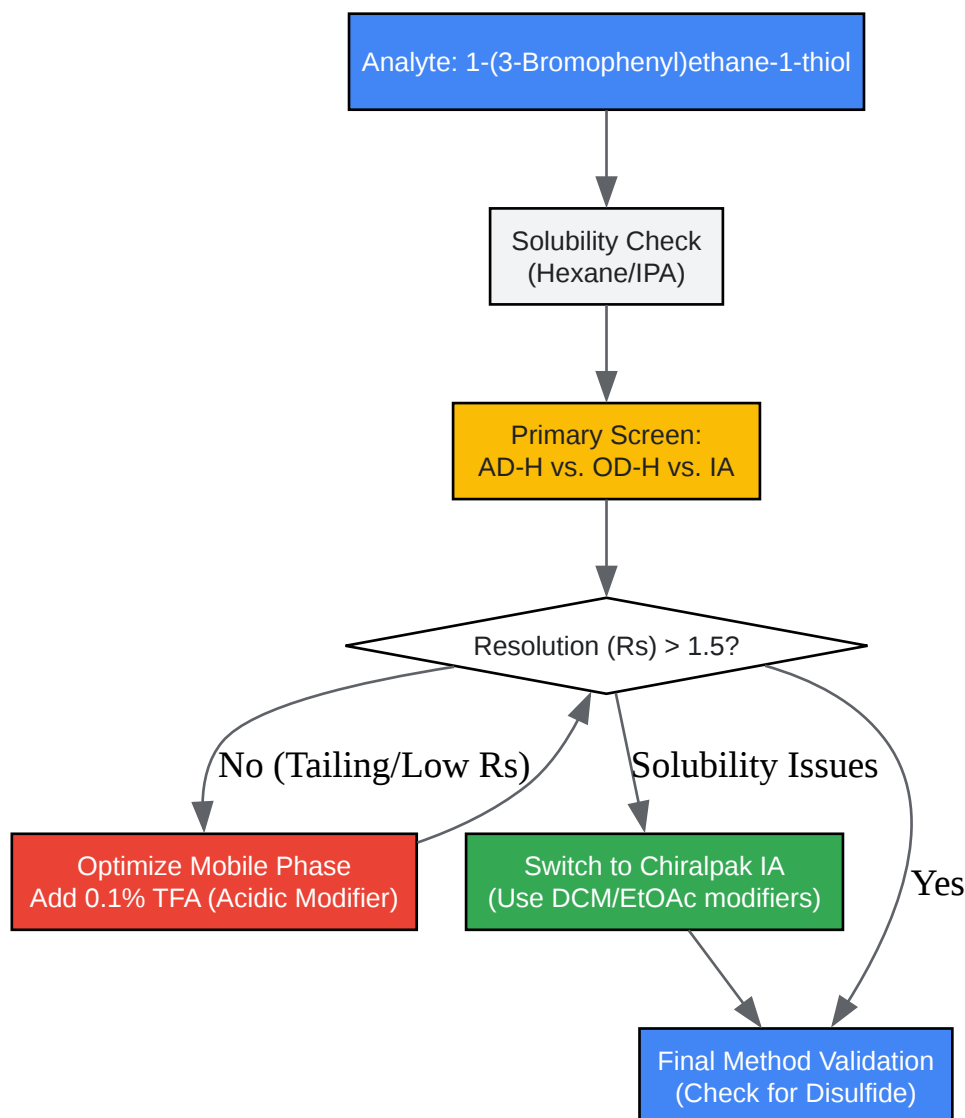 Analyte: 1-(3-Bromophenyl)ethane-1-thiol
Solubility Check
(Hexane/IPA)
Primary Screen:
AD-H vs. OD-H vs. IA
Resolution (Rs) > 1.5?
No (Tailing/Low Rs)
Solubility Issues
Optimize Mobile Phase
Add 0.1% TFA (Acidic Modifier)
Switch to Chiralpak IA
(Use DCM/EtOAc modifiers)
Yes
Final Method Validation
(Check for Disulfide)